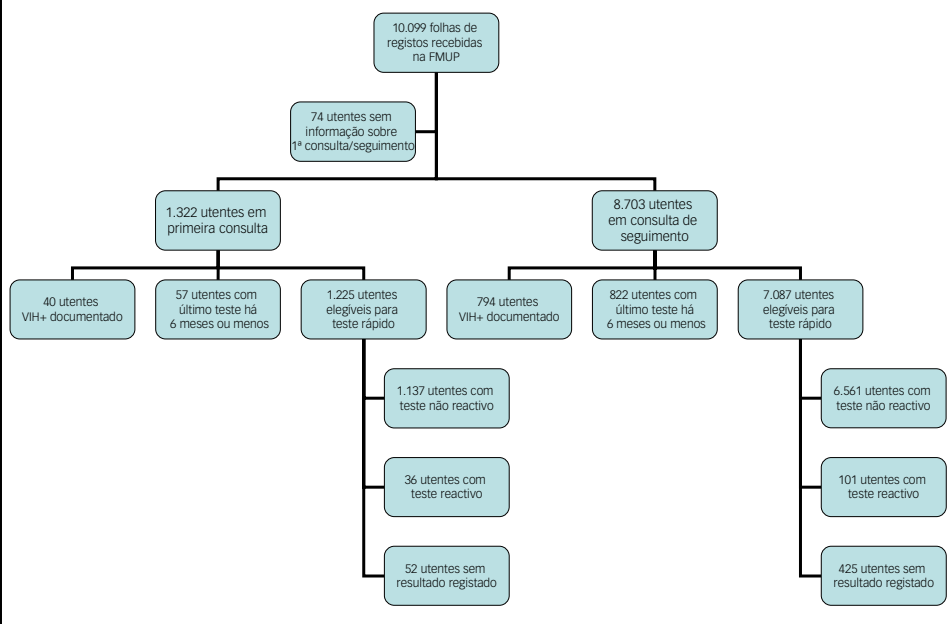 10.099 folhas de
registos recebidas
na FMUP
74 utentes sem
informação sobre
1ª consulta/seguimento
1.322 utentes em
primeira consulta
8.703 utentes
em consulta de
seguimento
40 utentes
VIH+ documentado
57 utentes com
último teste há
6 meses ou menos
1.225 utentes
elegíveis para
teste rápido
794 utentes
VIH+ documentado
822 utentes com
último teste há
6 meses ou menos
7.087 utentes
elegíveis para
teste rápido
1.137 utentes com
teste não reactivo
36 utentes com
teste reactivo
52 utentes sem
resultado registado
6.561 utentes com
teste não reactivo
101 utentes com
teste reactivo
425 utentes sem
resultado registado